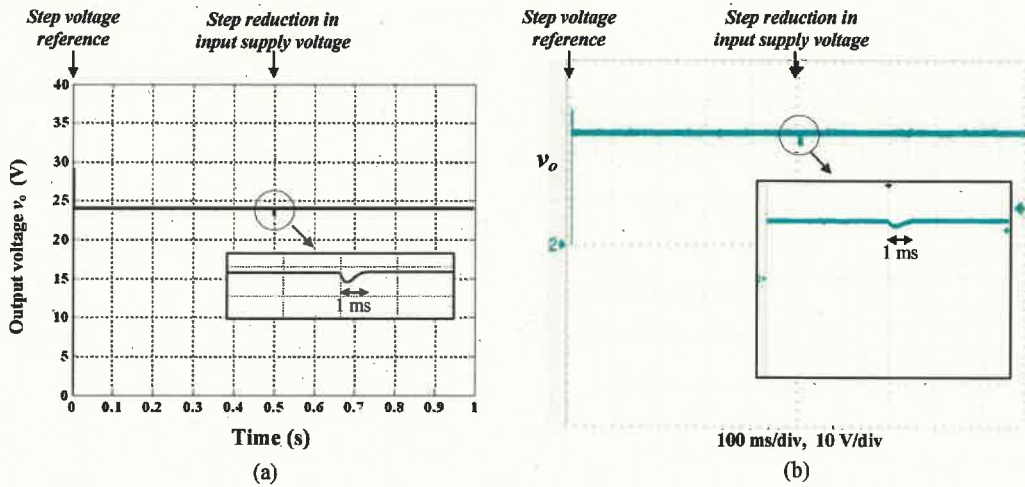 Step voltage
reference
Step reduction in
input supply voltage
40
35
30
25
20
15
10
5
0
Output voltage vₒ (V)
1 ms
0 0.1 0.2 0.3 0.4 0.5 0.6 0.7 0.8 0.9 1
Time (s)
(a)
Step voltage
reference
Step reduction in
input supply voltage
vₒ
2
1 ms
100 ms/div, 10 V/div
(b)